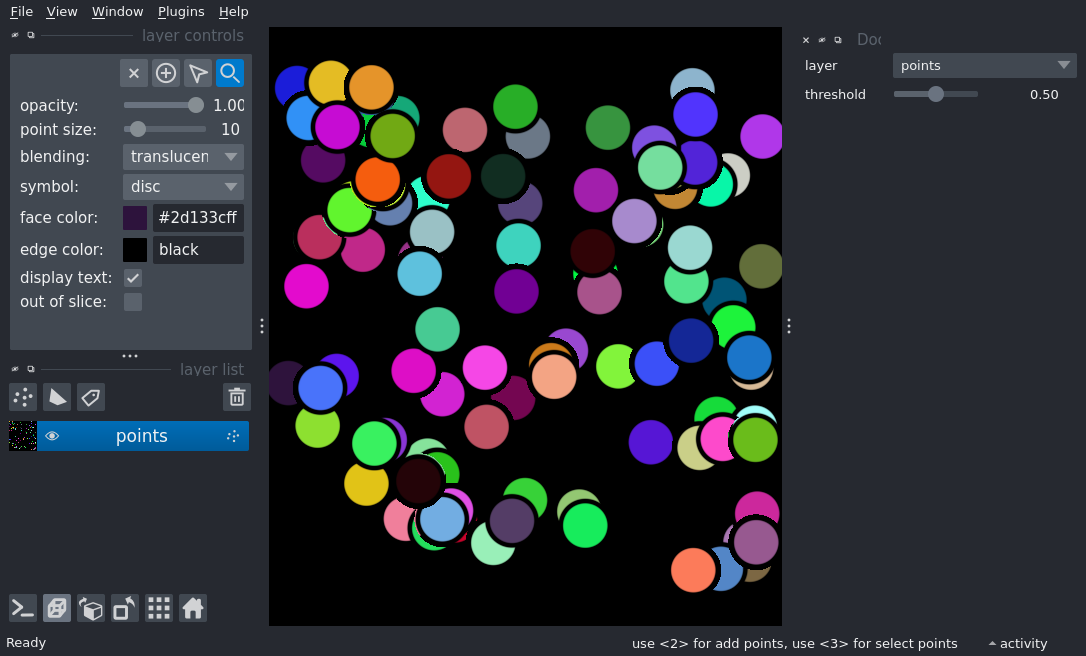 File View Window Plugins Help
layer controls
opacity: 1.00
point size: 10
blending: translucen
symbol: disc
face color: #2d133cff
edge color: black
display text:
out of slice:
layer list
points
Doc
layer points
threshold 0.50
Ready
use <2> for add points, use <3> for select points
activity